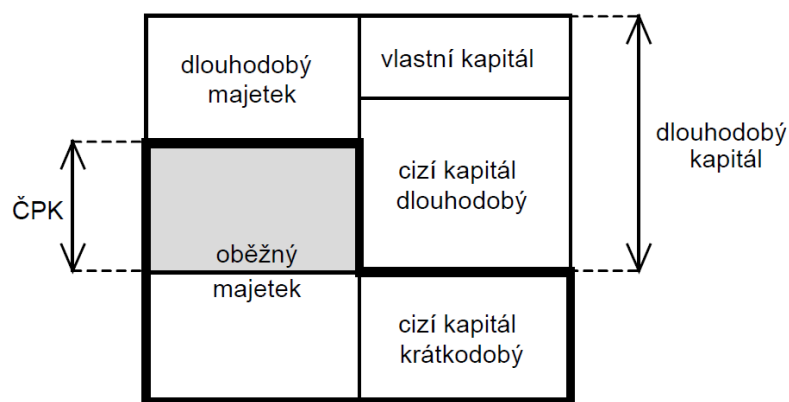 dlouhodobý
majetek
vlastní kapitál
dlouhodobý
kapitál
cizí kapitál
dlouhodobý
ČPK
oběžný
majetek
cizí kapitál
krátkodobý